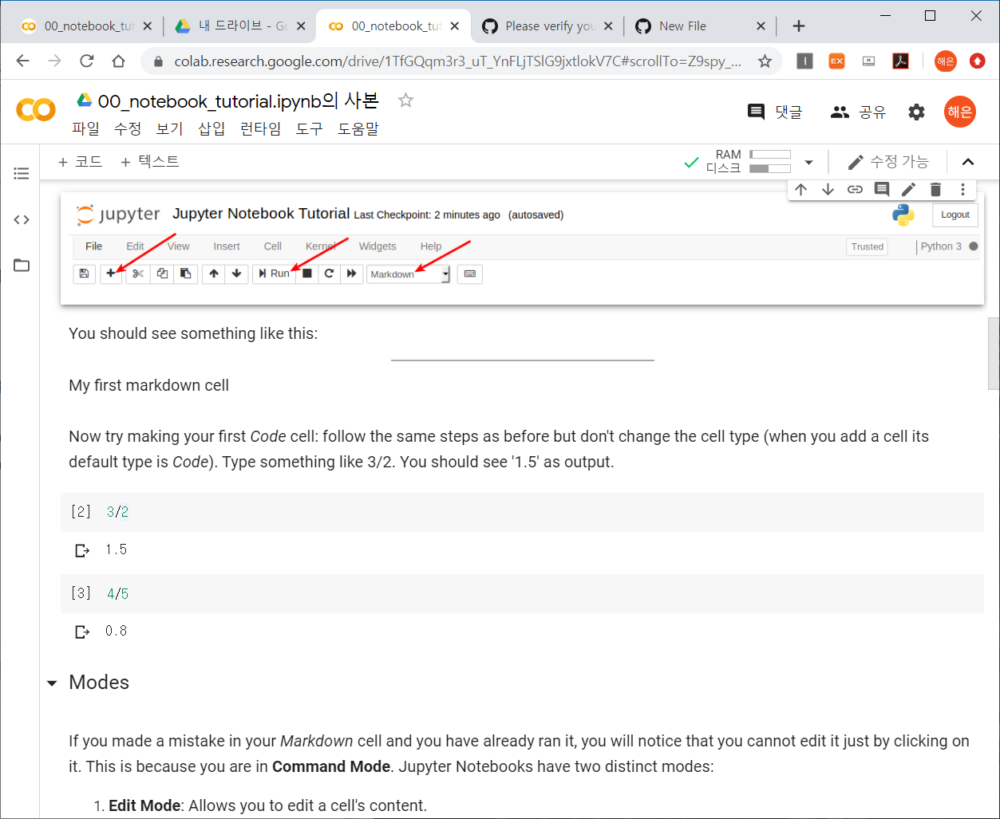 00_notebook_tut
내 드라이브 - Go
00_notebook_tut
Please verify you
New File
colab.research.google.com/drive/1TfGQqm3r3_uT_YnFLjTSlG9jxtlokV7C#scrollTo=Z9spy_...
EX
해은
CO
00_notebook_tutorial.ipynb의 사본
댓글
공유
해은
파일 수정 보기 삽입 런타임 도구 도움말
+ 코드 + 텍스트
RAM
디스크
수정 가능
jupyter Jupyter Notebook Tutorial Last Checkpoint: 2 minutes ago (autosaved)
Logout
File Edit View Insert Cell Kernel Widgets Help
Trusted
Python 3
Run
Markdown
You should see something like this:
My first markdown cell
Now try making your first Code cell: follow the same steps as before but don't change the cell type (when you add a cell its
default type is Code). Type something like 3/2. You should see '1.5' as output.
[2] 3/2
1.5
[3] 4/5
0.8
Modes
If you made a mistake in your Markdown cell and you have already ran it, you will notice that you cannot edit it just by clicking on
it. This is because you are in Command Mode. Jupyter Notebooks have two distinct modes:
1. Edit Mode: Allows you to edit a cell's content.